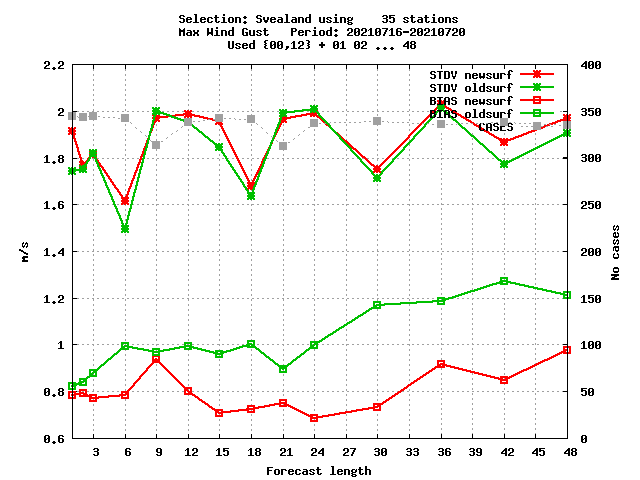 Selection: Svealand using    35 stations
Max Wind Gust   Period: 20210716-20210720
Used {00,12} + 01 02 ... 48
STDV newsurf
STDV oldsurf
BIAS newsurf
BIAS oldsurf
CASES
2.2
2
1.8
1.6
1.4
1.2
1
0.8
0.6
m/s
400
350
300
250
200
150
100
50
0
No cases
3 6 9 12 15 18 21 24 27 30 33 36 39 42 45 48
Forecast length